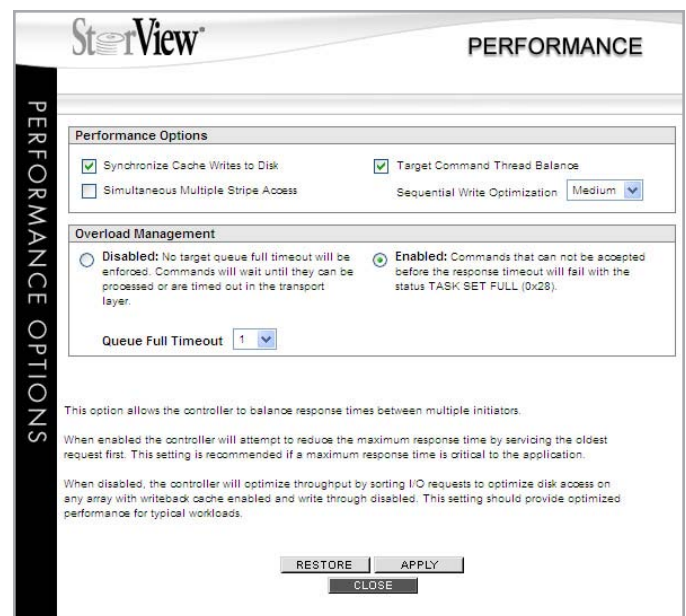 StorView
PERFORMANCE
PERFORMANCE OPTIONS
Performance Options
Synchronize Cache Writes to Disk
Target Command Thread Balance
Simultaneous Multiple Stripe Access
Sequential Write Optimization Medium
Overload Management
Disabled: No target queue full timeout will be
enforced. Commands will wait until they can be
processed or are timed out in the transport
layer.
Enabled: Commands that can not be accepted
before the response timeout will fail with the
status TASK SET FULL (0x28).
Queue Full Timeout 1
This option allows the controller to balance response times between multiple initiators.
When enabled the controller will attempt to reduce the maximum response time by servicing the oldest
request first. This setting is recommended if a maximum response time is critical to the application.
When disabled, the controller will optimize throughput by sorting I/O requests to optimize disk access on
any array with writeback cache enabled and write through disabled. This setting should provide optimized
performance for typical workloads.
RESTORE
APPLY
CLOSE